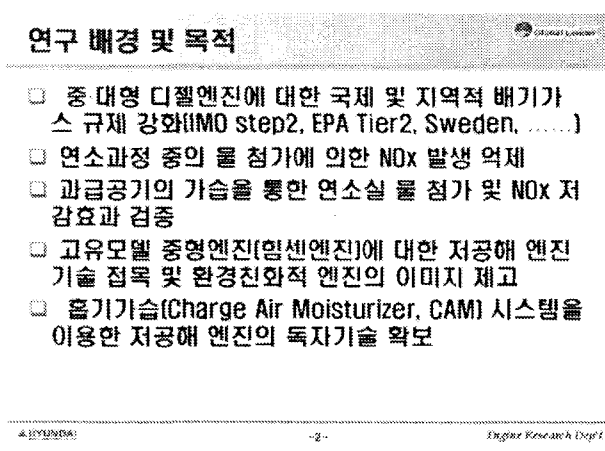 연구 배경 및 목적
Global Leader
□ 중·대형 디젤엔진에 대한 국제 및 지역적 배기가
스 규제 강화(IMO step2, EPA Tier2, Sweden, ......)
□ 연소과정 중의 물 첨가에 의한 NOx 발생 억제
□ 과급공기의 가습을 통한 연소실 물 첨가 및 NOx 저
감효과 검증
□ 고유모델 중형엔진(힘센엔진)에 대한 저공해 엔진
기술 접목 및 환경친화적 엔진의 이미지 제고
□ 흡기가습(Charge Air Moisturizer, CAM) 시스템을
이용한 저공해 엔진의 독자기술 확보
HYUNDAI
-2-
Engine Research Dep't